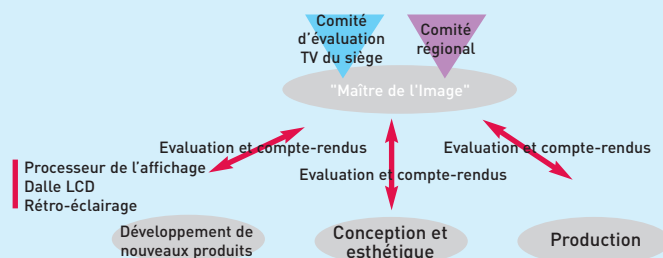 Comité
d'évaluation
TV du siège
Comité
régional
"Maître de l'Image"
Evaluation et compte-rendus
Evaluation et compte-rendus
Evaluation et compte-rendus
Processeur de l'affichage
Dalle LCD
Rétro-éclairage
Développement de
nouveaux produits
Conception et
esthétique
Production